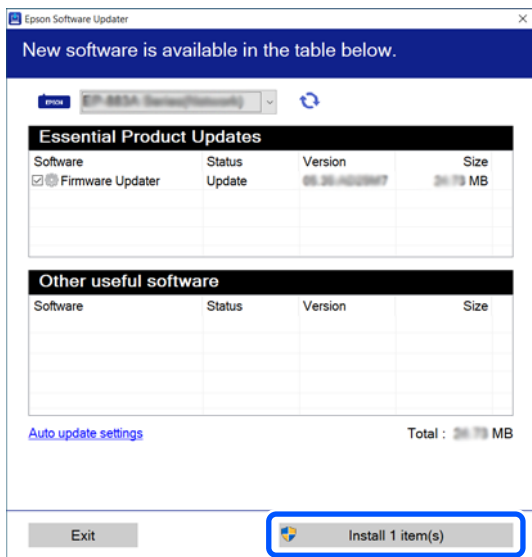 Epson Software Updater
New software is available in the table below.
EPSON
Essential Product Updates
Software Status Version Size
Firmware Updater Update MB
Other useful software
Software Status Version Size
Auto update settings Total : MB
Exit Install 1 item(s)